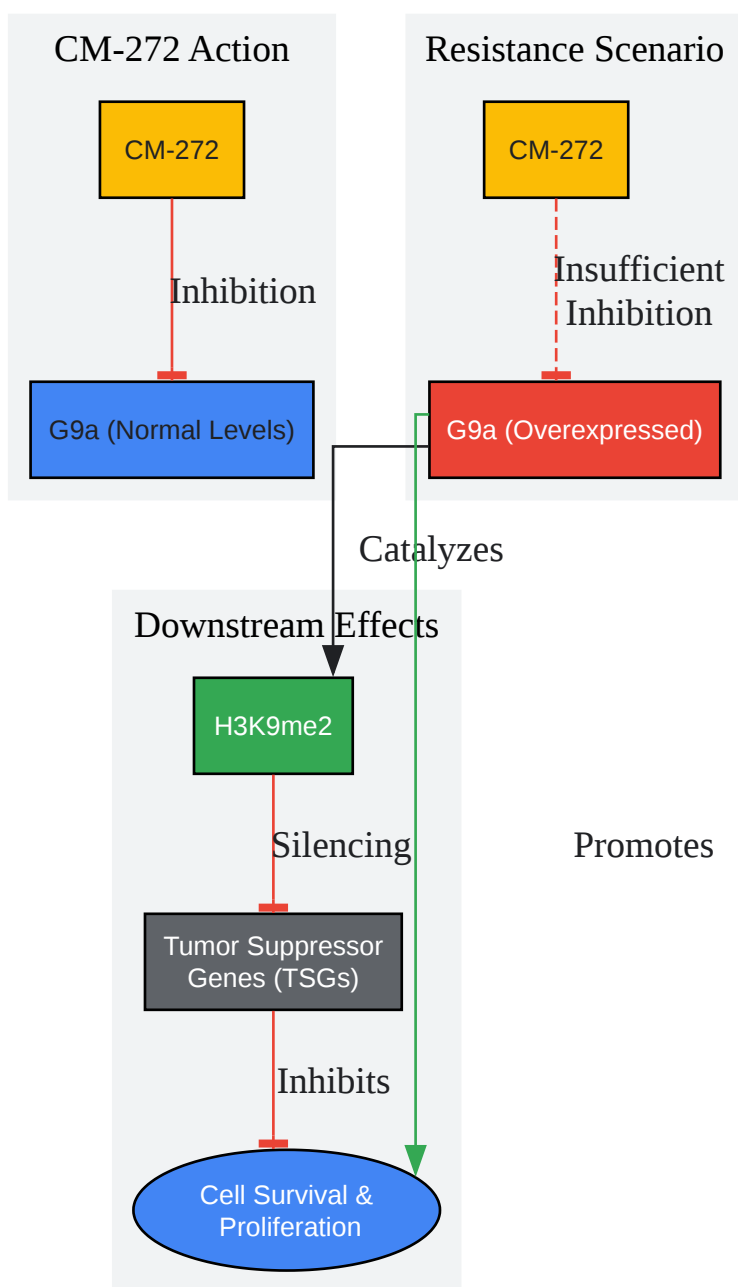 CM-272 Action
Resistance Scenario
CM-272
CM-272
Inhibition
Insufficient
Inhibition
G9a (Normal Levels)
G9a (Overexpressed)
Catalyzes
Downstream Effects
H3K9me2
Silencing
Promotes
Tumor Suppressor
Genes (TSGs)
Inhibits
Cell Survival &
Proliferation